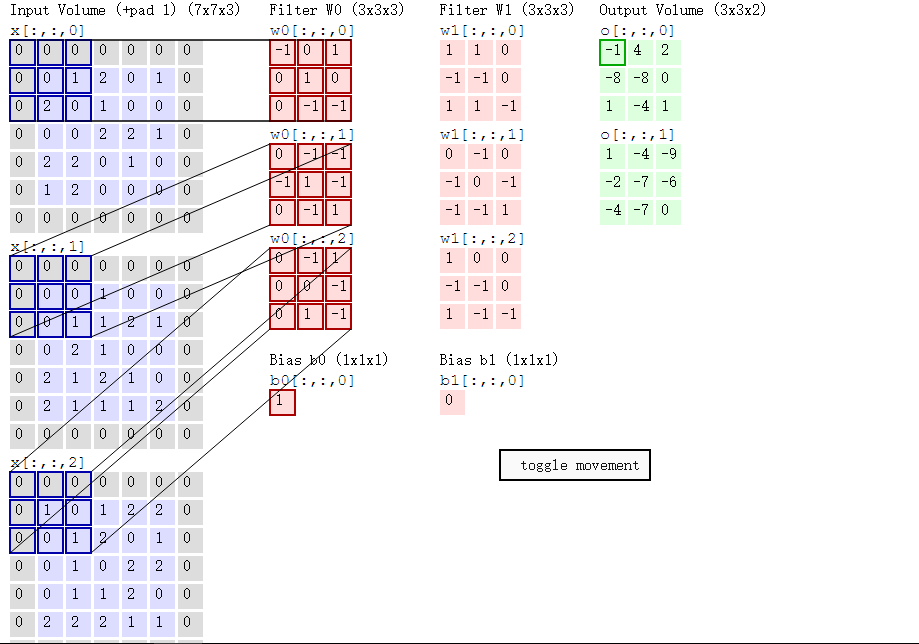 Input Volume (+pad 1) (7x7x3)
x[:,:,0]
0 0 0 0 0 0 0
0 0 1 2 0 1 0
0 2 0 1 0 0 0
0 0 0 2 2 1 0
0 2 2 0 1 0 0
0 1 2 0 0 0 0
0 0 0 0 0 0 0
x[:,:,1]
0 0 0 0 0 0 0
0 0 0 1 0 0 0
0 0 1 1 2 1 0
0 0 2 1 0 0 0
0 2 1 2 1 0 0
0 2 1 1 1 2 0
0 0 0 0 0 0 0
x[:,:,2]
0 0 0 0 0 0 0
0 1 0 1 2 2 0
0 0 1 2 0 1 0
0 0 1 0 2 2 0
0 0 1 1 2 0 0
0 2 2 2 1 1 0
Filter W0 (3x3x3)
w0[:,:,0]
-1 0 1
0 1 0
0 -1 -1
w0[:,:,1]
0 -1 -1
-1 1 -1
0 -1 1
w0[:,:,2]
0 -1 1
0 0 -1
0 1 -1
Bias b0 (1x1x1)
b0[:,:,0]
1
Filter W1 (3x3x3)
w1[:,:,0]
1 1 0
-1 -1 0
1 1 -1
w1[:,:,1]
0 -1 0
-1 0 -1
-1 -1 1
w1[:,:,2]
1 0 0
-1 -1 0
1 -1 -1
Bias b1 (1x1x1)
b1[:,:,0]
0
Output Volume (3x3x2)
o[:,:,0]
-1 4 2
-8 -8 0
1 -4 1
o[:,:,1]
1 -4 -9
-2 -7 -6
-4 -7 0
toggle movement